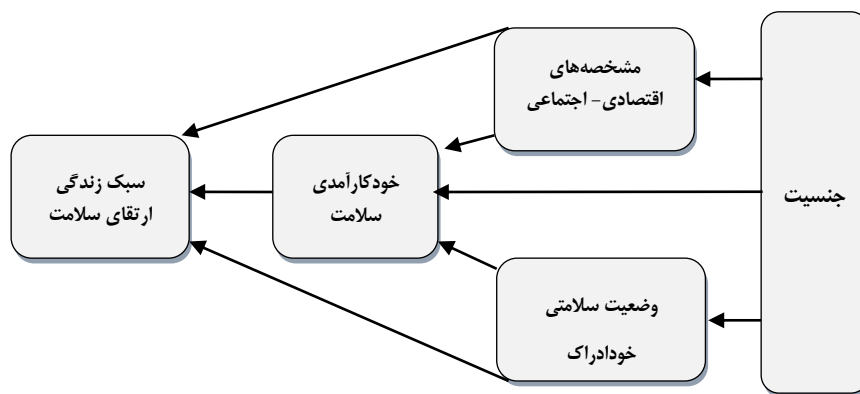 جنسیت
مشخصه‌های
اقتصادی- اجتماعی
خودکارآمدی
سلامت
وضعیت سلامتی
خودادراک
سبک زندگی
ارتقای سلامت